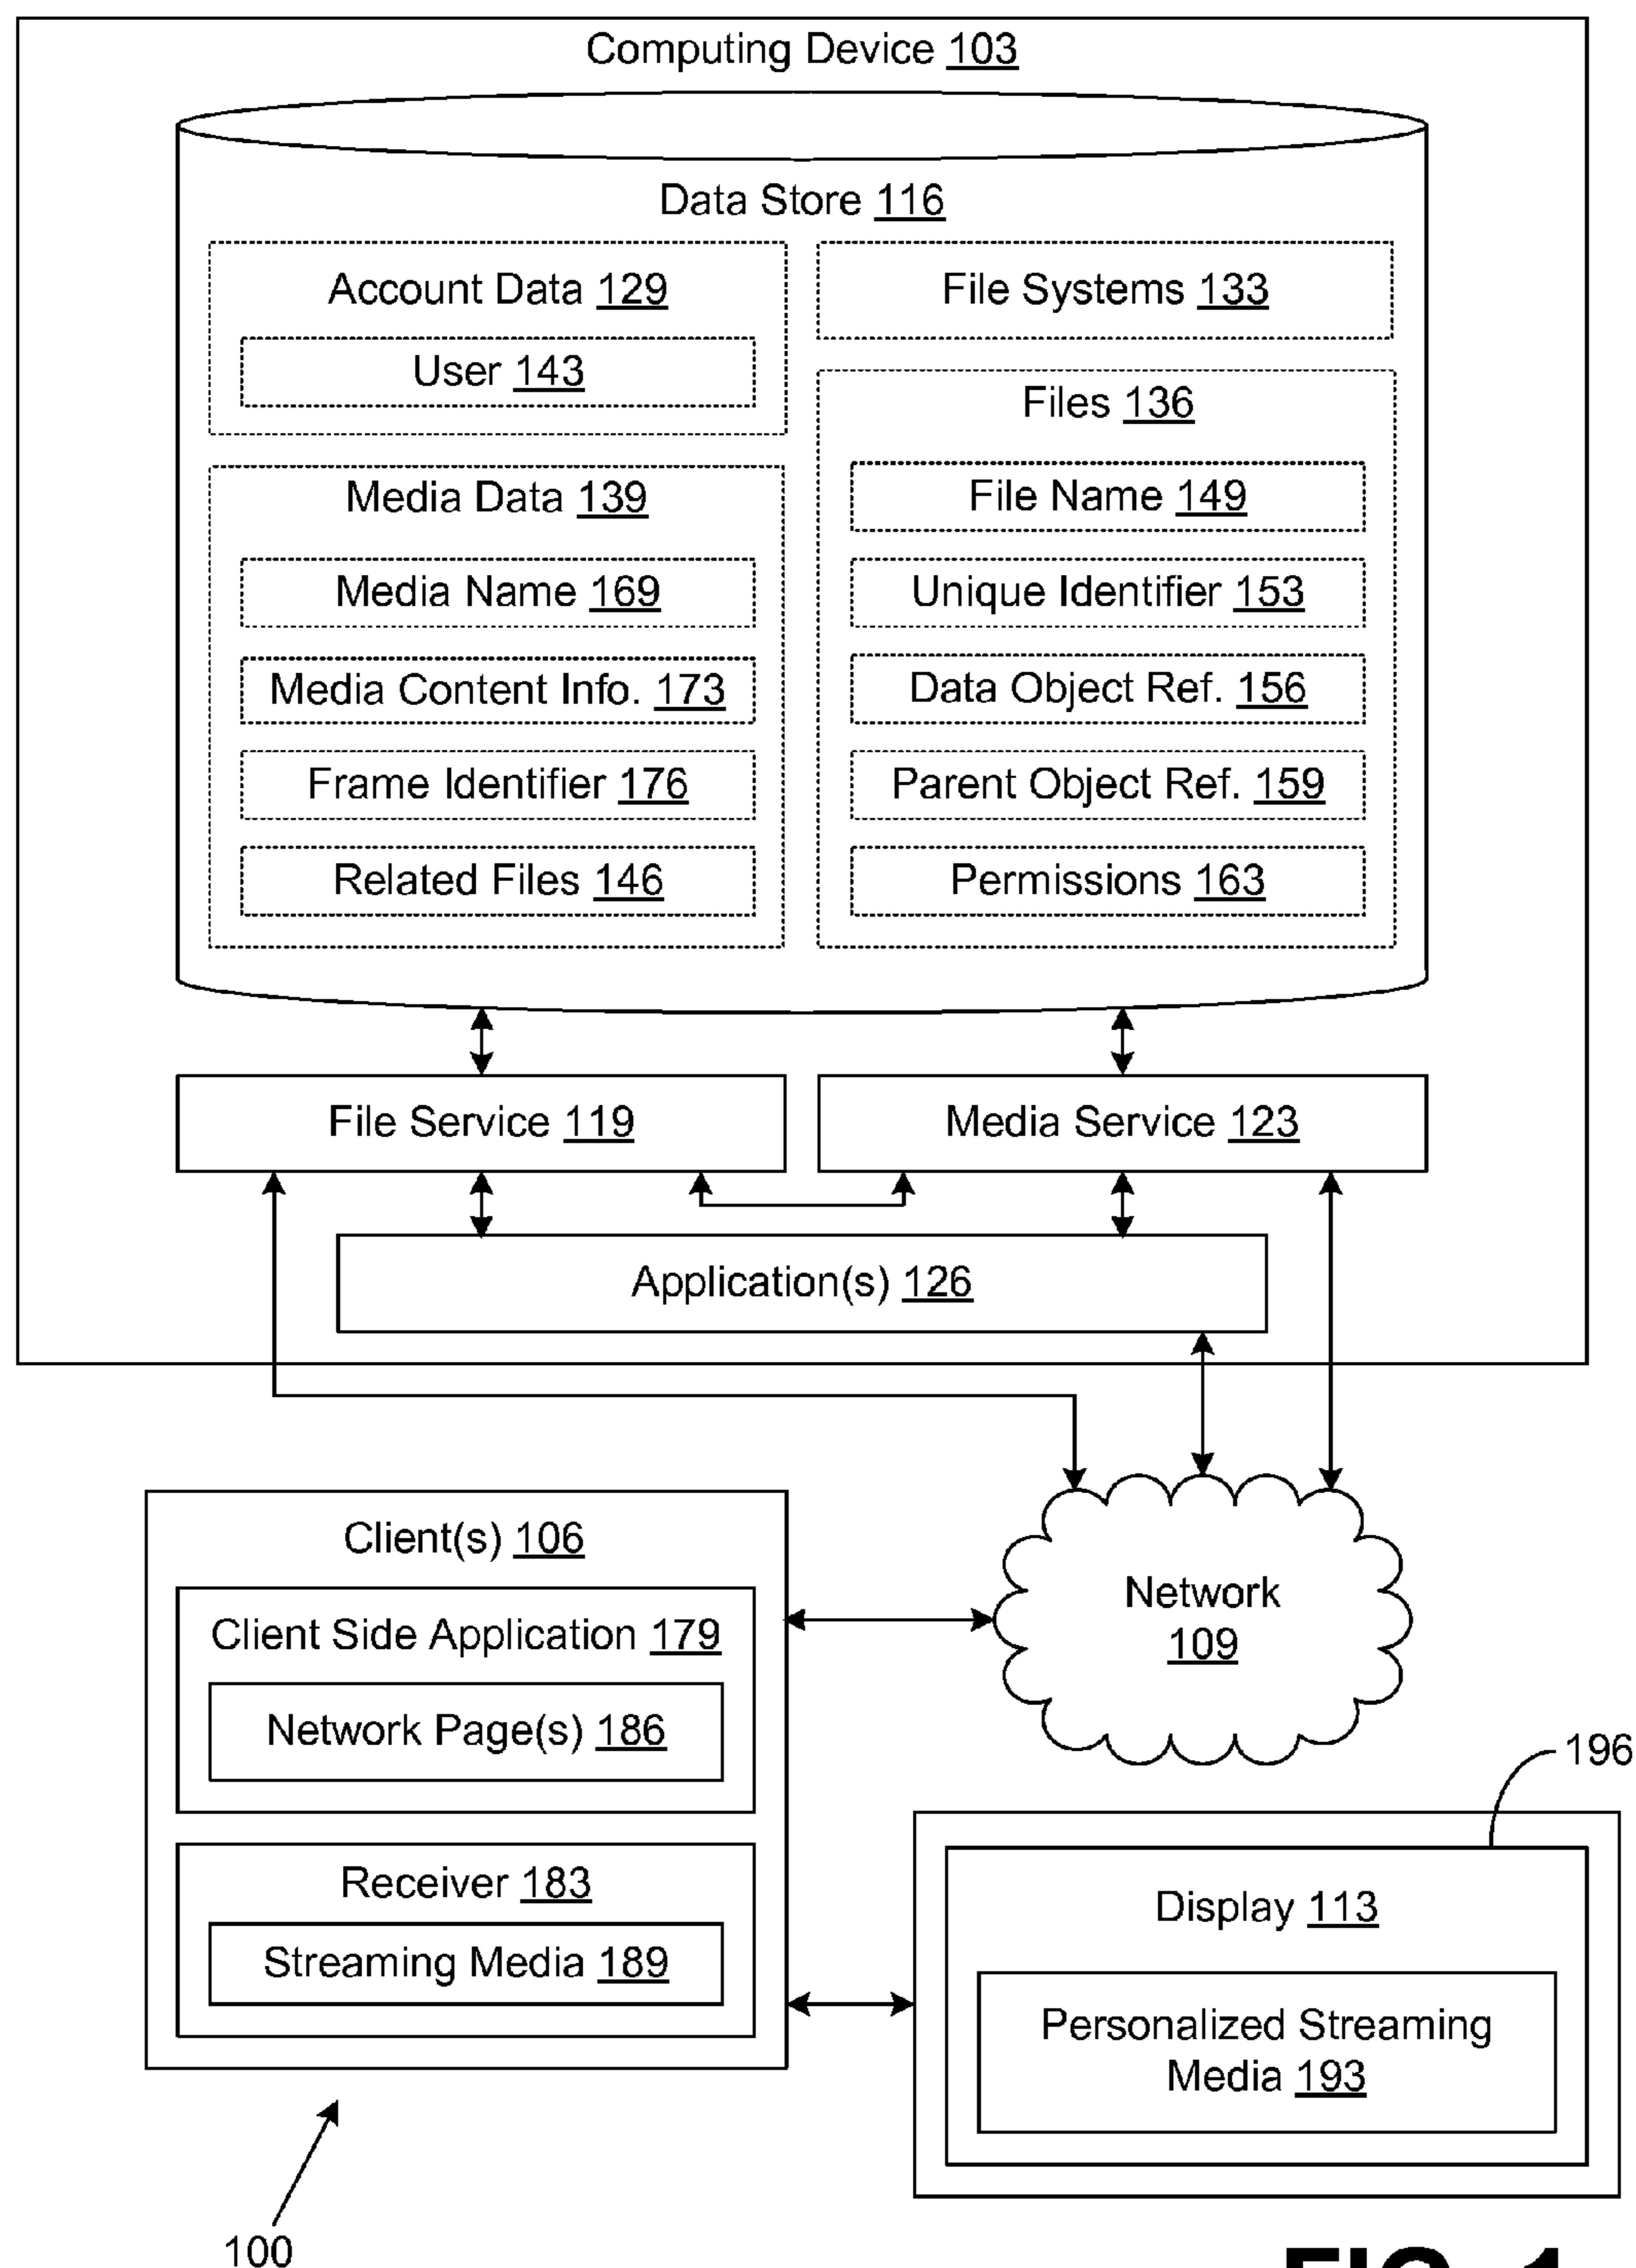 Computing Device 103
Data Store 116
Account Data 129
User 143
File Systems 133
Files 136
File Name 149
Unique Identifier 153
Data Object Ref. 156
Parent Object Ref. 159
Permissions 163
Media Data 139
Media Name 169
Media Content Info. 173
Frame Identifier 176
Related Files 146
File Service 119
Media Service 123
Application(s) 126
Client(s) 106
Client Side Application 179
Network Page(s) 186
Receiver 183
Streaming Media 189
Network
109
196
Display 113
Personalized Streaming
Media 193
100
FIG. 1